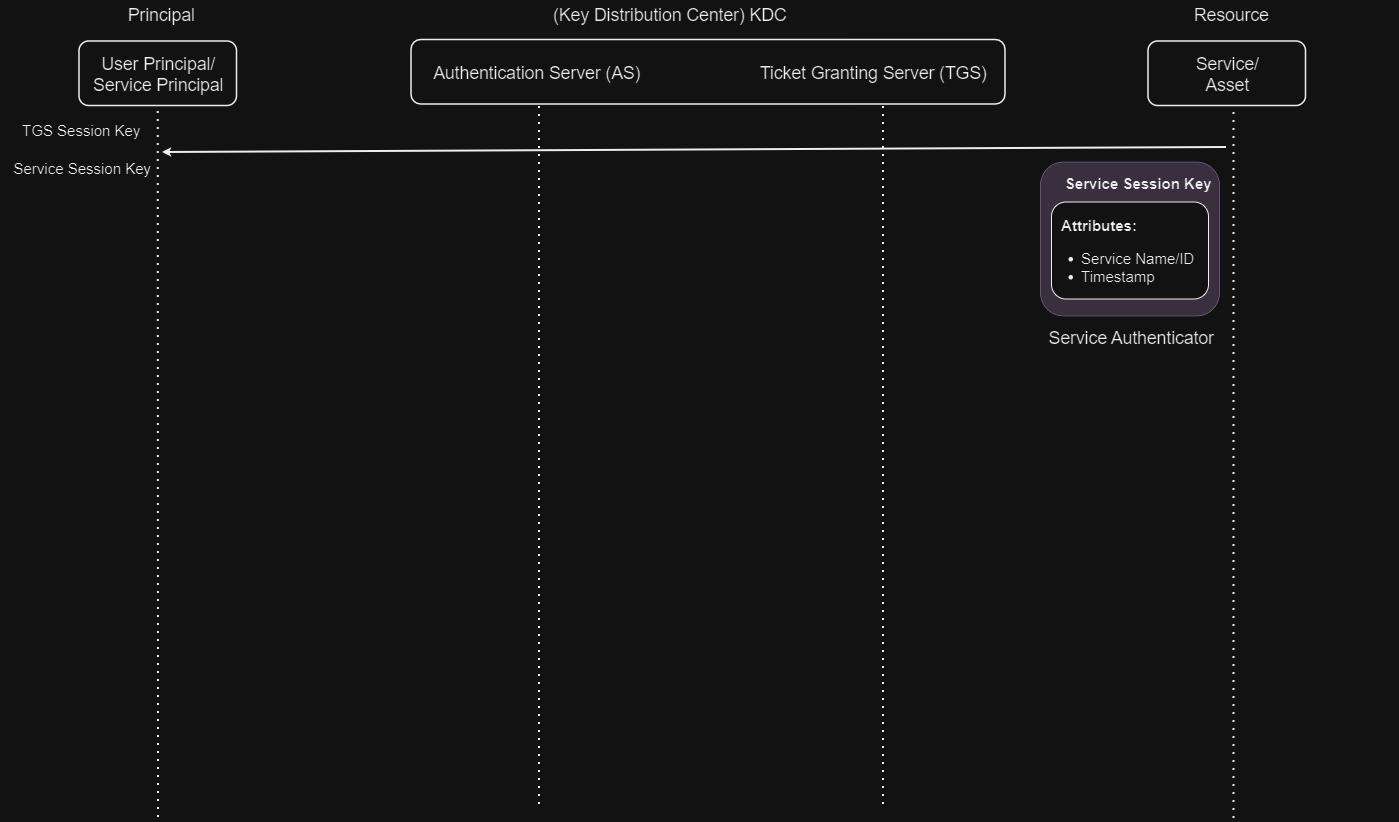 Principal
(Key Distribution Center) KDC
Resource
User Principal/
Service Principal
Authentication Server (AS)
Ticket Granting Server (TGS)
Service/
Asset
TGS Session Key
Service Session Key
Service Session Key
Attributes:
• Service Name/ID
• Timestamp
Service Authenticator